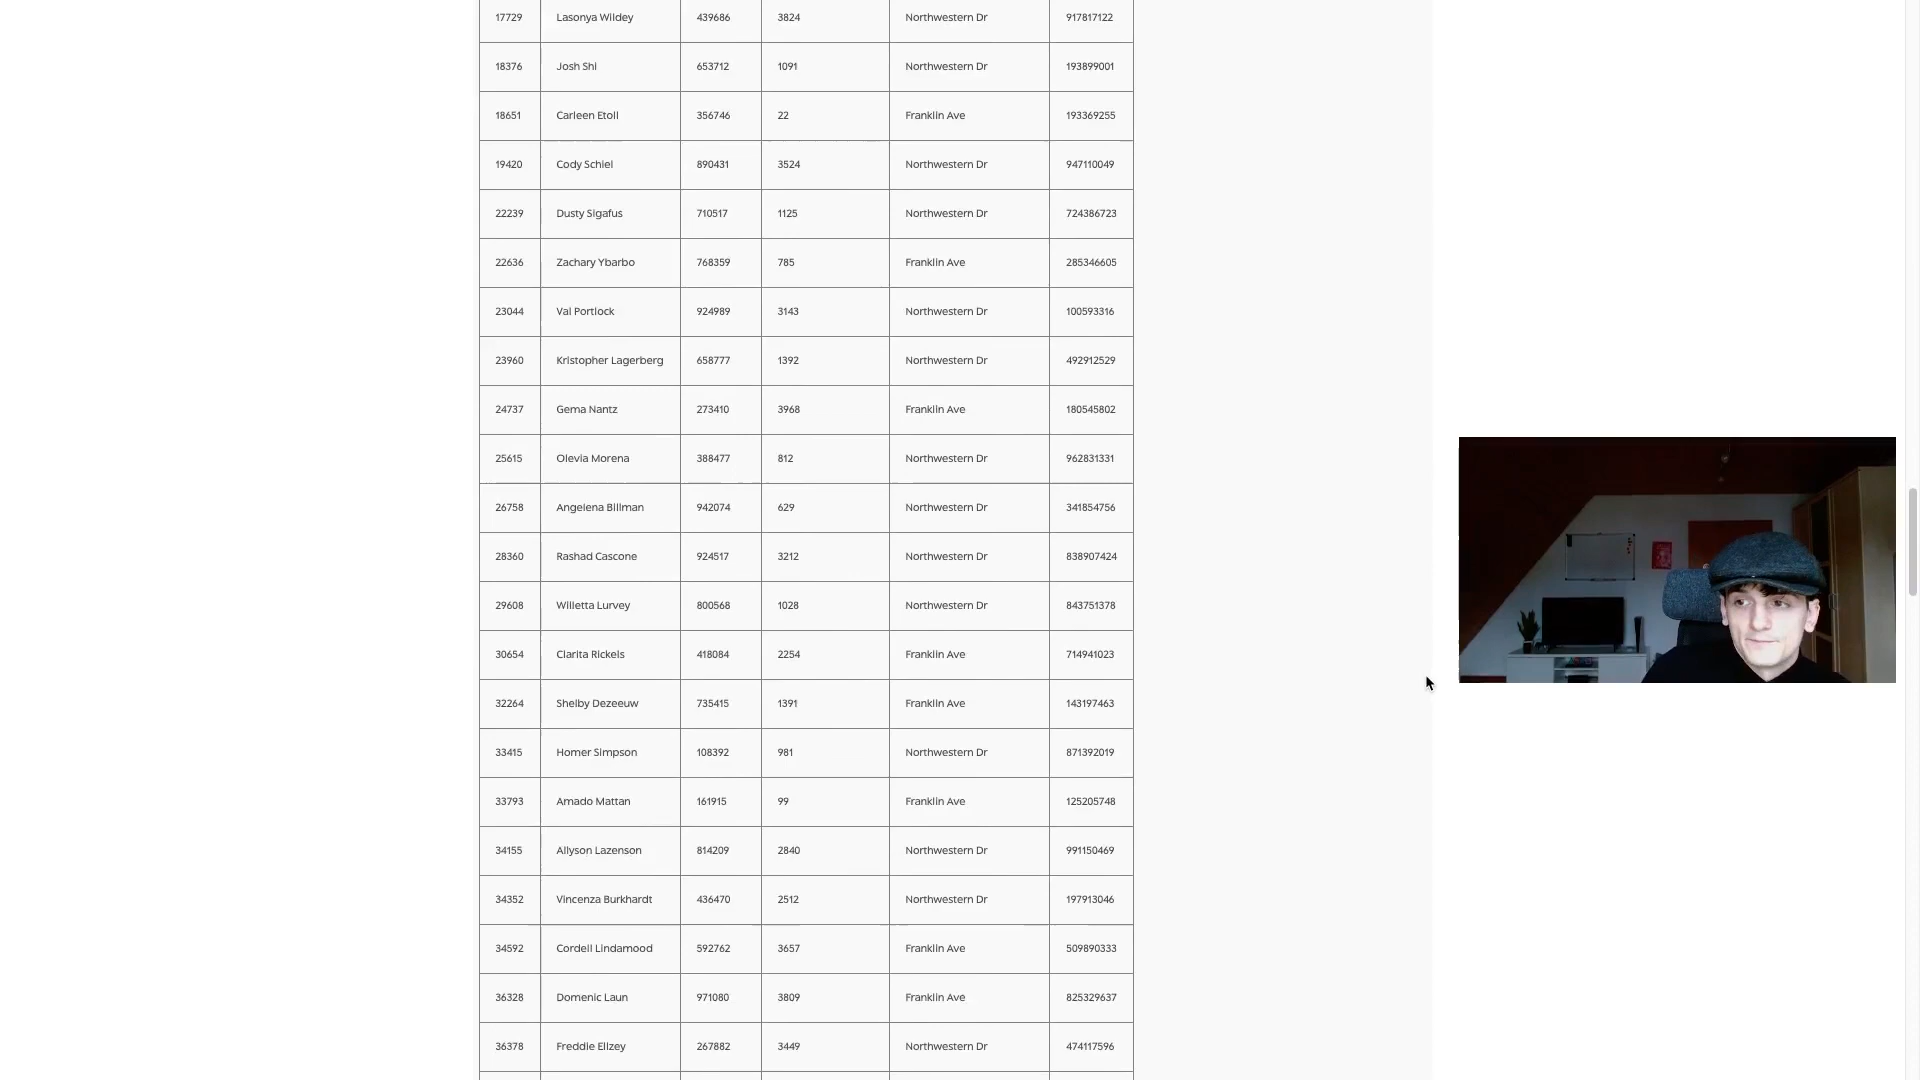 17729 Lasonya Wildey 439686 3824 Northwestern Dr 917817122
18376 Josh Shi 653712 1091 Northwestern Dr 193899001
18651 Carleen Etoll 356746 22 Franklin Ave 193369255
19420 Cody Schiel 890431 3524 Northwestern Dr 947110049
22239 Dusty Sigafus 710517 1125 Northwestern Dr 724386723
22636 Zachary Ybarbo 768359 785 Franklin Ave 285346605
23044 Val Portlock 924989 3143 Northwestern Dr 100593316
23960 Kristopher Lagerberg 658777 1392 Northwestern Dr 492912529
24737 Gema Nantz 273410 3968 Franklin Ave 180545802
25615 Olevia Morena 388477 812 Northwestern Dr 962831331
26758 Angelena Billman 942074 629 Northwestern Dr 341854756
28360 Rashad Cascone 924517 3212 Northwestern Dr 838907424
29608 Willetta Lurvey 800568 1028 Northwestern Dr 843751378
30654 Clarita Rickels 418084 2254 Franklin Ave 714941023
32264 Shelby Dezeeuw 735415 1391 Franklin Ave 143197463
33415 Homer Simpson 108392 981 Northwestern Dr 871392019
33793 Amado Mattan 161915 99 Franklin Ave 125205748
34155 Allyson Lazenson 814209 2840 Northwestern Dr 991150469
34352 Vincenza Burkhardt 436470 2512 Northwestern Dr 197913046
34592 Cordell Lindamood 592762 3657 Franklin Ave 509890333
36328 Domenic Laun 971080 3809 Franklin Ave 825329637
36378 Freddie Ellzey 267882 3449 Northwestern Dr 474117596